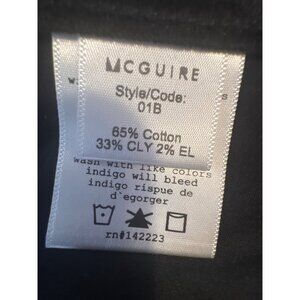 MCGUIRE
Style/Code:
01B
65% Cotton
33% CLY 2% EL
wash with like colors
indigo will bleed
indigo rispue de
d`egorger
rn#142223